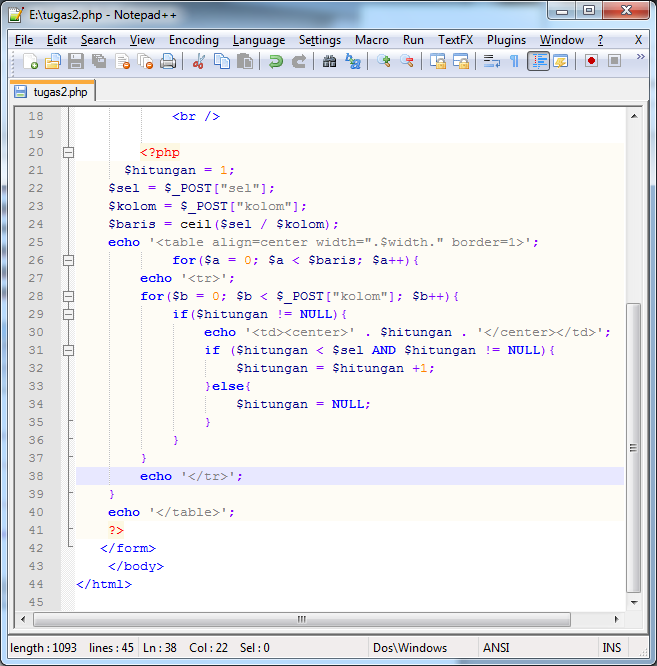 E:\tugas2.php - Notepad++
File Edit Search View Encoding Language Settings Macro Run TextFX Plugins Window ? X
tugas2.php
18 <br />
19
20 <?php
21 $hitungan = 1;
22 $sel = $_POST["sel"];
23 $kolom = $_POST["kolom"];
24 $baris = ceil($sel / $kolom);
25 echo '<table align=center width=".$width." border=1>';
26 for($a = 0; $a < $baris; $a++){
27 echo '<tr>';
28 for($b = 0; $b < $_POST["kolom"]; $b++){
29 if($hitungan != NULL){
30 echo '<td><center>' . $hitungan . '</center></td>';
31 if ($hitungan < $sel AND $hitungan != NULL){
32 $hitungan = $hitungan +1;
33 }else{
34 $hitungan = NULL;
35 }
36 }
37 }
38 echo '</tr>';
39 }
40 echo '</table>';
41 ?>
42 </form>
43 </body>
44 </html>
45
length : 1093 lines : 45 Ln : 38 Col : 22 Sel : 0 Dos\Windows ANSI INS